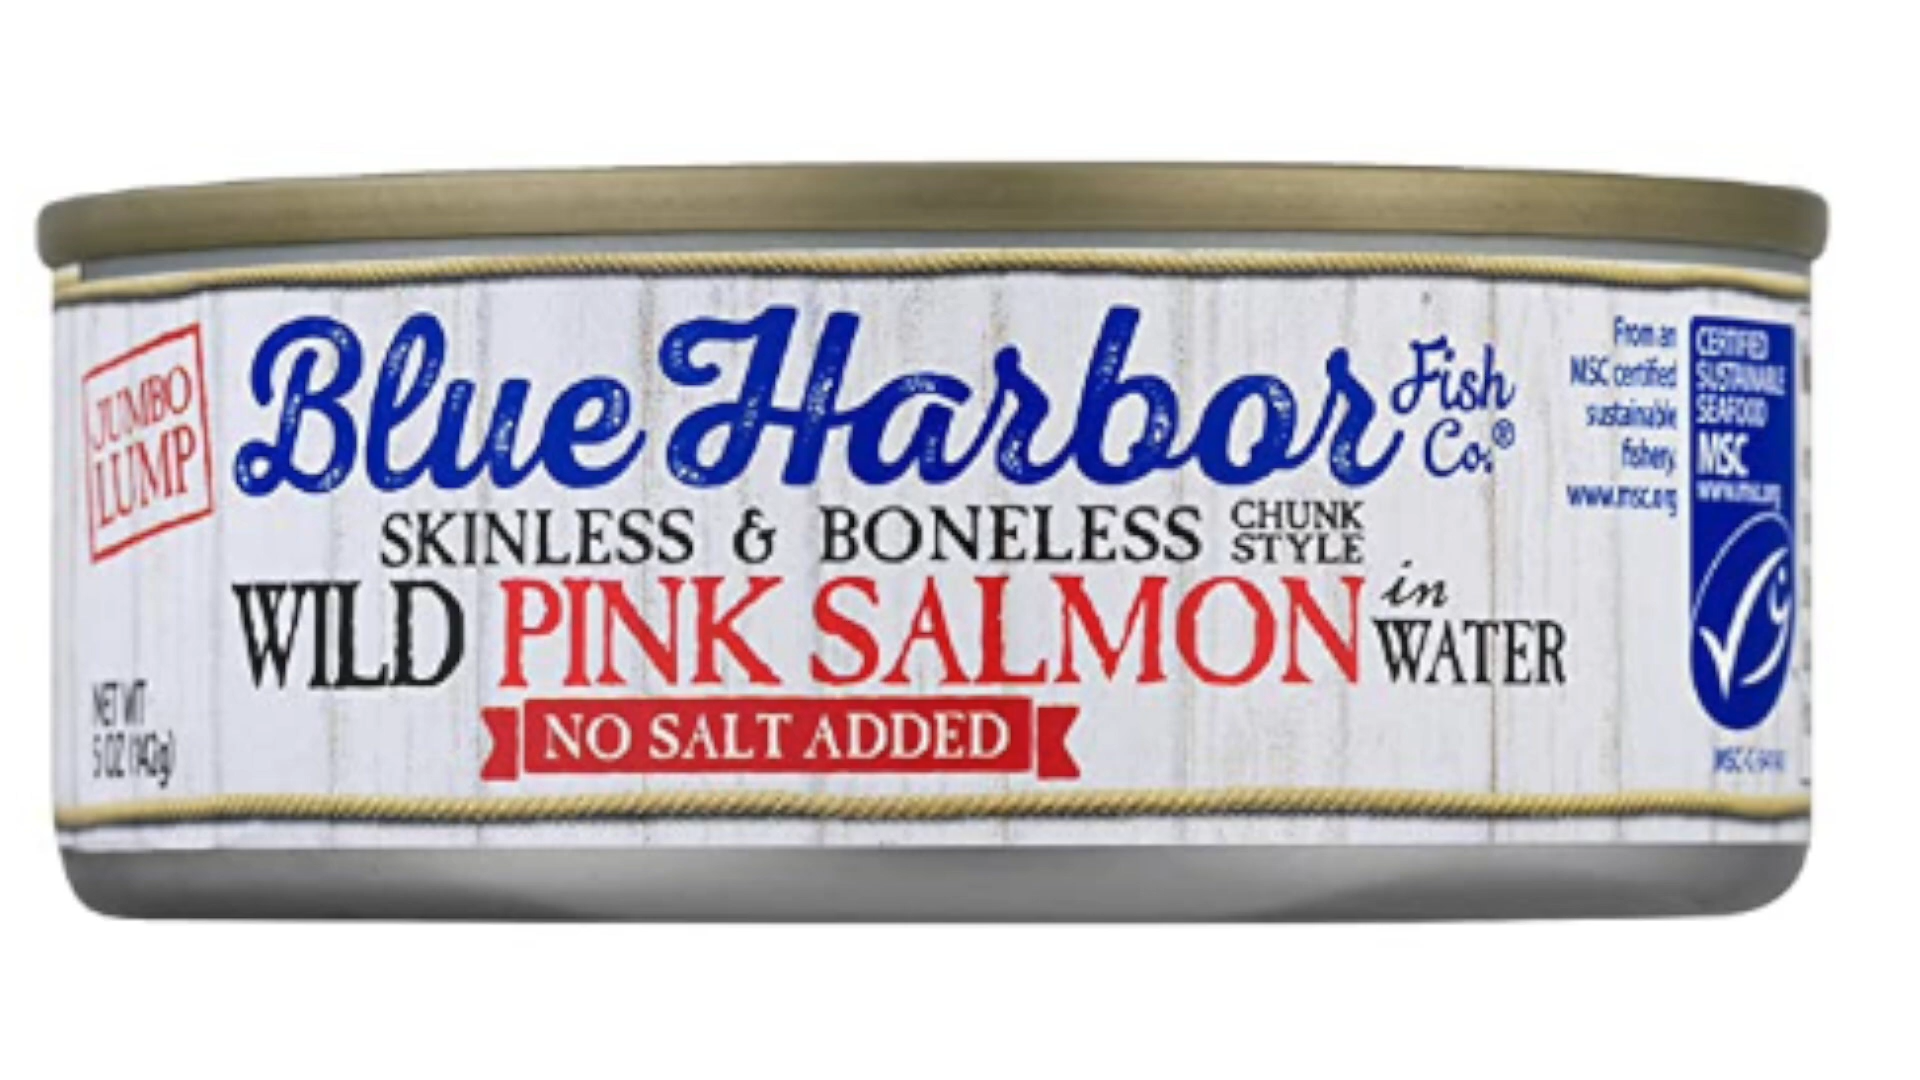 JUMBO
LUMP
Blue Harbor Fish Co.®
SKINLESS & BONELESS CHUNK STYLE
WILD PINK SALMON in WATER
NO SALT ADDED
NET WT
5 OZ (142g)
From an
MSC certified
sustainable
fishery.
www.msc.org
CERTIFIED
SUSTAINABLE
SEAFOOD
MSC
www.msc.org